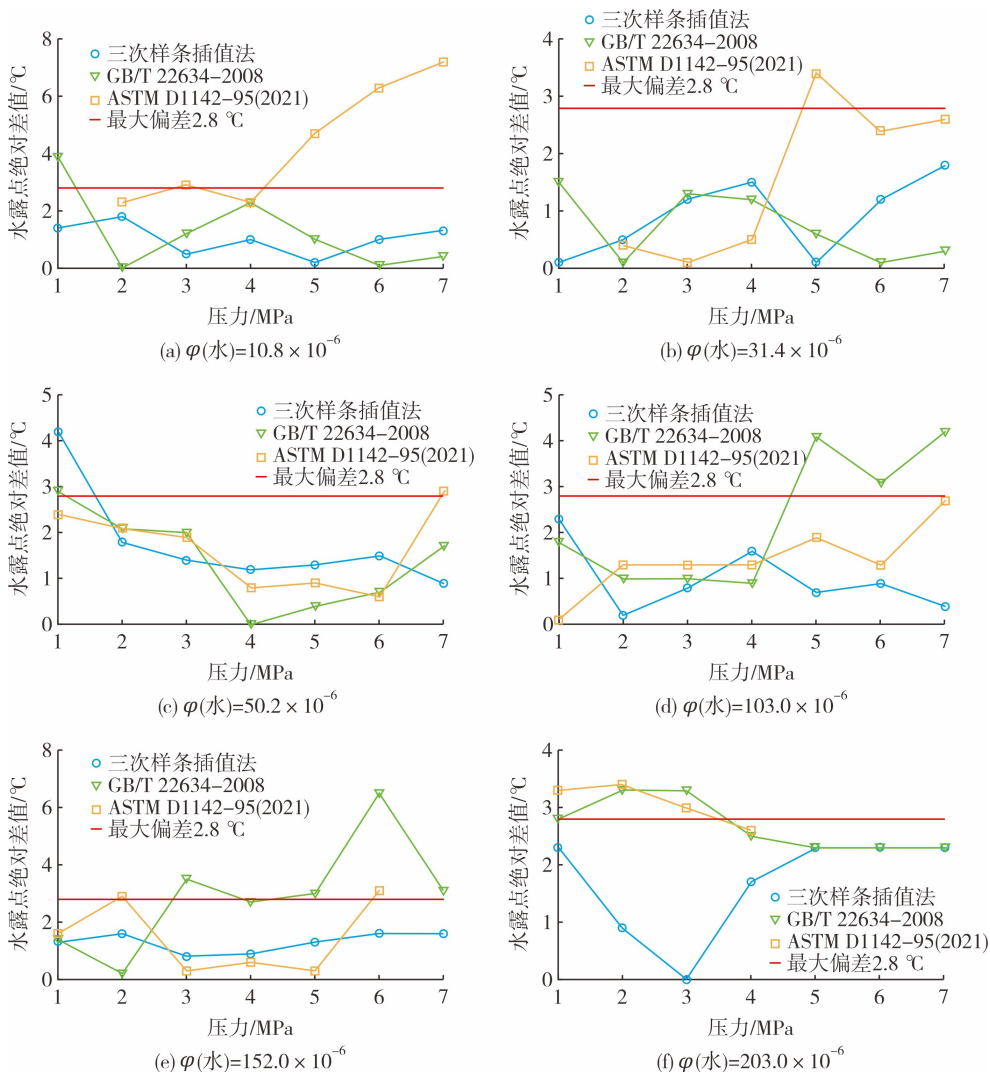 8
6
4
2
0
水露点绝对差值/℃
三次样条插值法
GB/T 22634-2008
ASTM D1142-95(2021)
最大偏差2.8 ℃
1 2 3 4 5 6 7
压力/MPa
(a) φ(水)=10.8 × 10⁻⁶
4
3
2
1
0
水露点绝对差值/℃
三次样条插值法
GB/T 22634-2008
ASTM D1142-95(2021)
最大偏差2.8 ℃
1 2 3 4 5 6 7
压力/MPa
(b) φ(水)=31.4 × 10⁻⁶
5
4
3
2
1
0
水露点绝对差值/℃
三次样条插值法
GB/T 22634-2008
ASTM D1142-95(2021)
最大偏差2.8 ℃
1 2 3 4 5 6 7
压力/MPa
(c) φ(水)=50.2 × 10⁻⁶
5
4
3
2
1
0
水露点绝对差值/℃
三次样条插值法
GB/T 22634-2008
ASTM D1142-95(2021)
最大偏差2.8 ℃
1 2 3 4 5 6 7
压力/MPa
(d) φ(水)=103.0 × 10⁻⁶
8
6
4
2
0
水露点绝对差值/℃
三次样条插值法
GB/T 22634-2008
ASTM D1142-95(2021)
最大偏差2.8 ℃
1 2 3 4 5 6 7
压力/MPa
(e) φ(水)=152.0 × 10⁻⁶
4
3
2
1
0
水露点绝对差值/℃
三次样条插值法
GB/T 22634-2008
ASTM D1142-95(2021)
最大偏差2.8 ℃
1 2 3 4 5 6 7
压力/MPa
(f) φ(水)=203.0 × 10⁻⁶